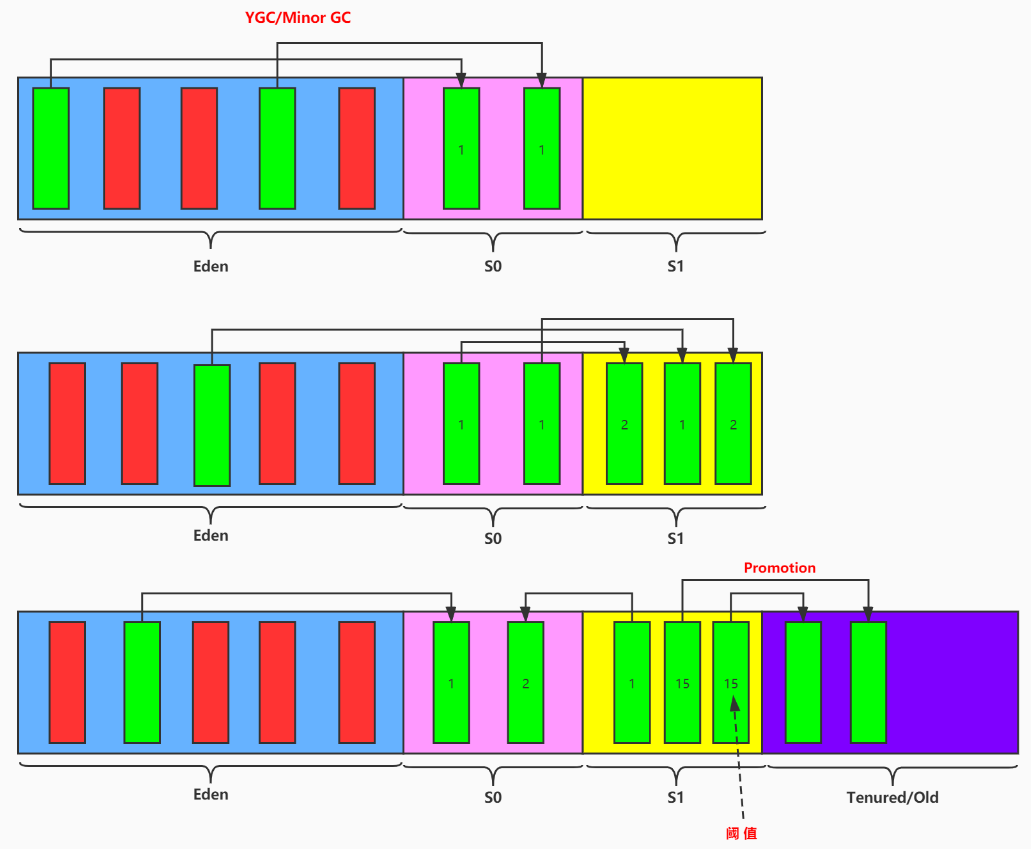 YGC/Minor GC
1 1
Eden S0 S1
1 1 2 1 2
Eden S0 S1
Promotion
1 2 1 15 15
Eden S0 S1 Tenured/Old
阈值